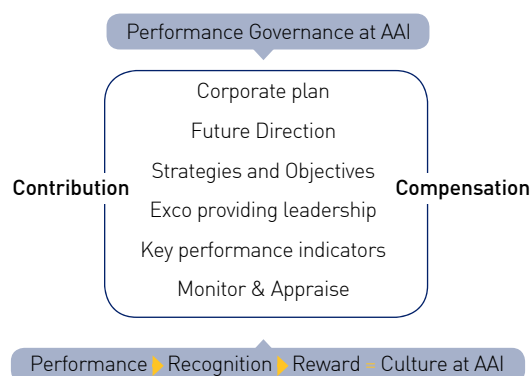 Performance Governance at AAI
Corporate plan
Future Direction
Strategies and Objectives
Contribution
Compensation
Exco providing leadership
Key performance indicators
Monitor & Appraise
Performance Recognition Reward = Culture at AAI